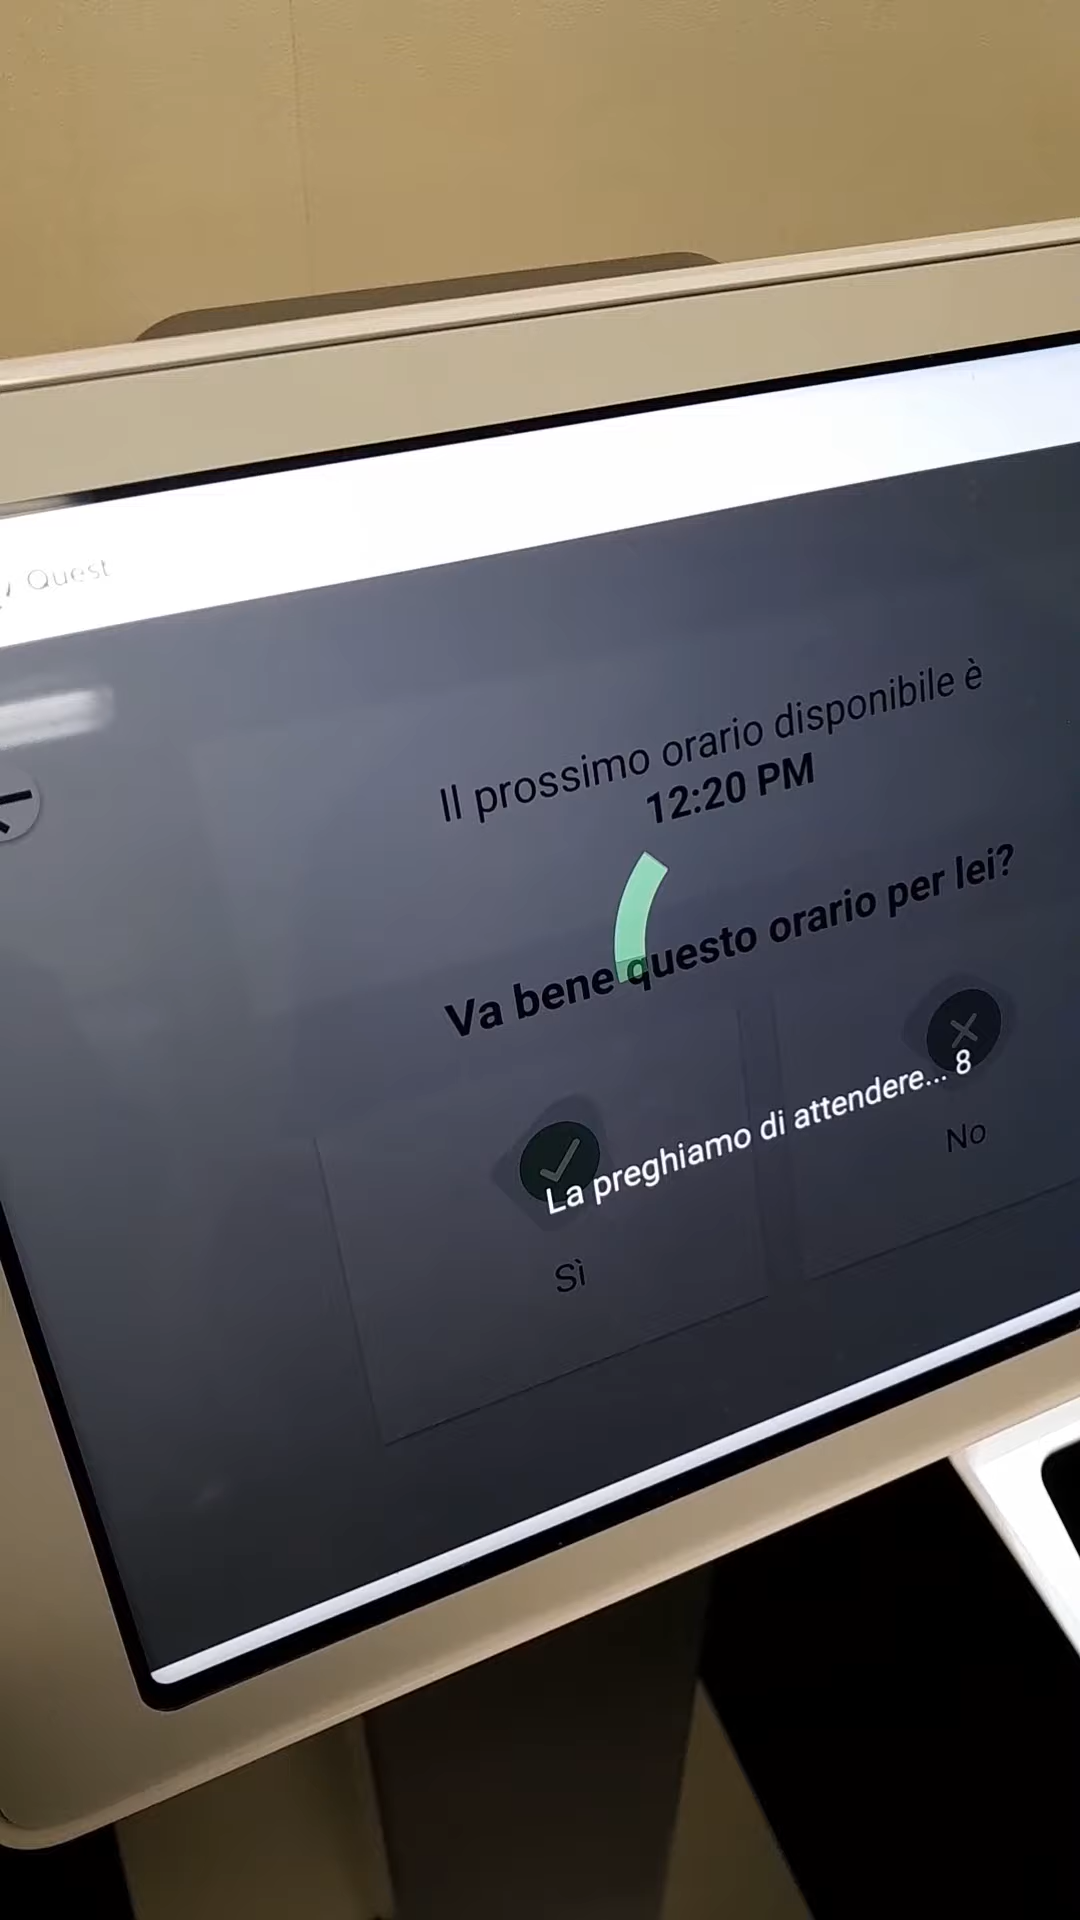 Quest
Il prossimo orario disponibile è
12:20 PM
Va bene questo orario per lei?
La preghiamo di attendere... 8
Sì
No